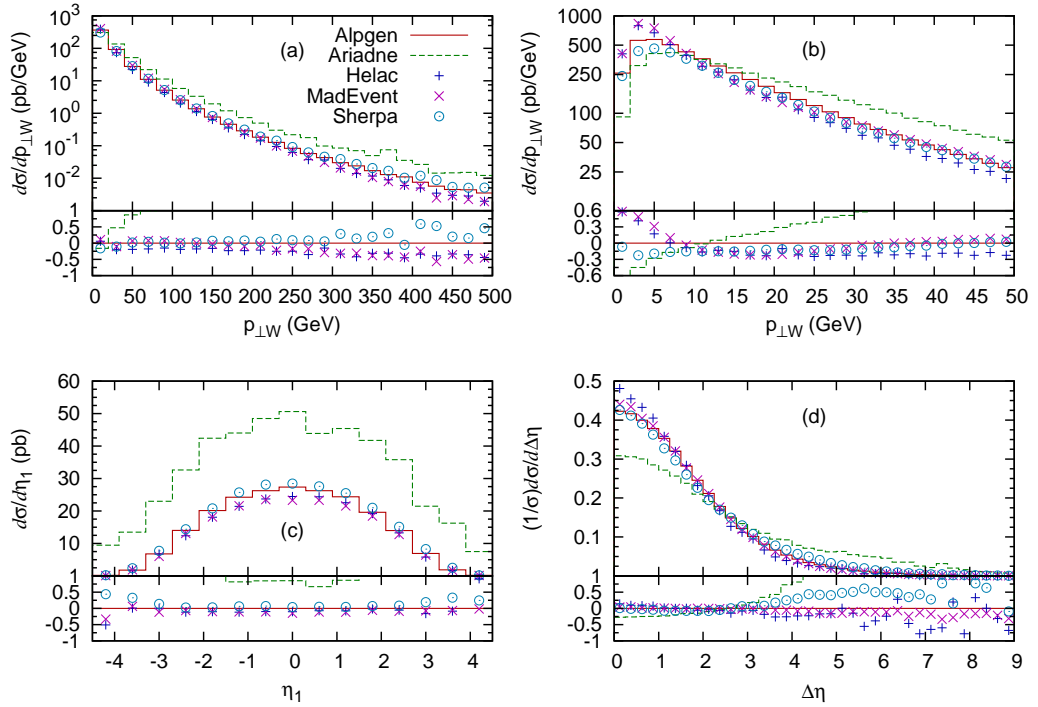 dσ/dp⊥W (pb/GeV)
10^3
10^2
10^1
10^0
10^-1
10^-2
1
0.5
0
-0.5
-1
(a)
Alpgen
Ariadne
Helac
MadEvent
Sherpa
0 50 100 150 200 250 300 350 400 450 500
p⊥W (GeV)
dσ/dp⊥W (pb/GeV)
1000
500
250
100
50
25
0.6
0.3
0
-0.3
-0.6
(b)
0 5 10 15 20 25 30 35 40 45 50
p⊥W (GeV)
dσ/dη1 (pb)
60
50
40
30
20
10
1
0.5
0
-0.5
-1
(c)
-4 -3 -2 -1 0 1 2 3 4
η1
(1/σ)dσ/dΔη
0.5
0.4
0.3
0.2
0.1
1
0.5
0
-0.5
-1
(d)
0 1 2 3 4 5 6 7 8 9
Δη